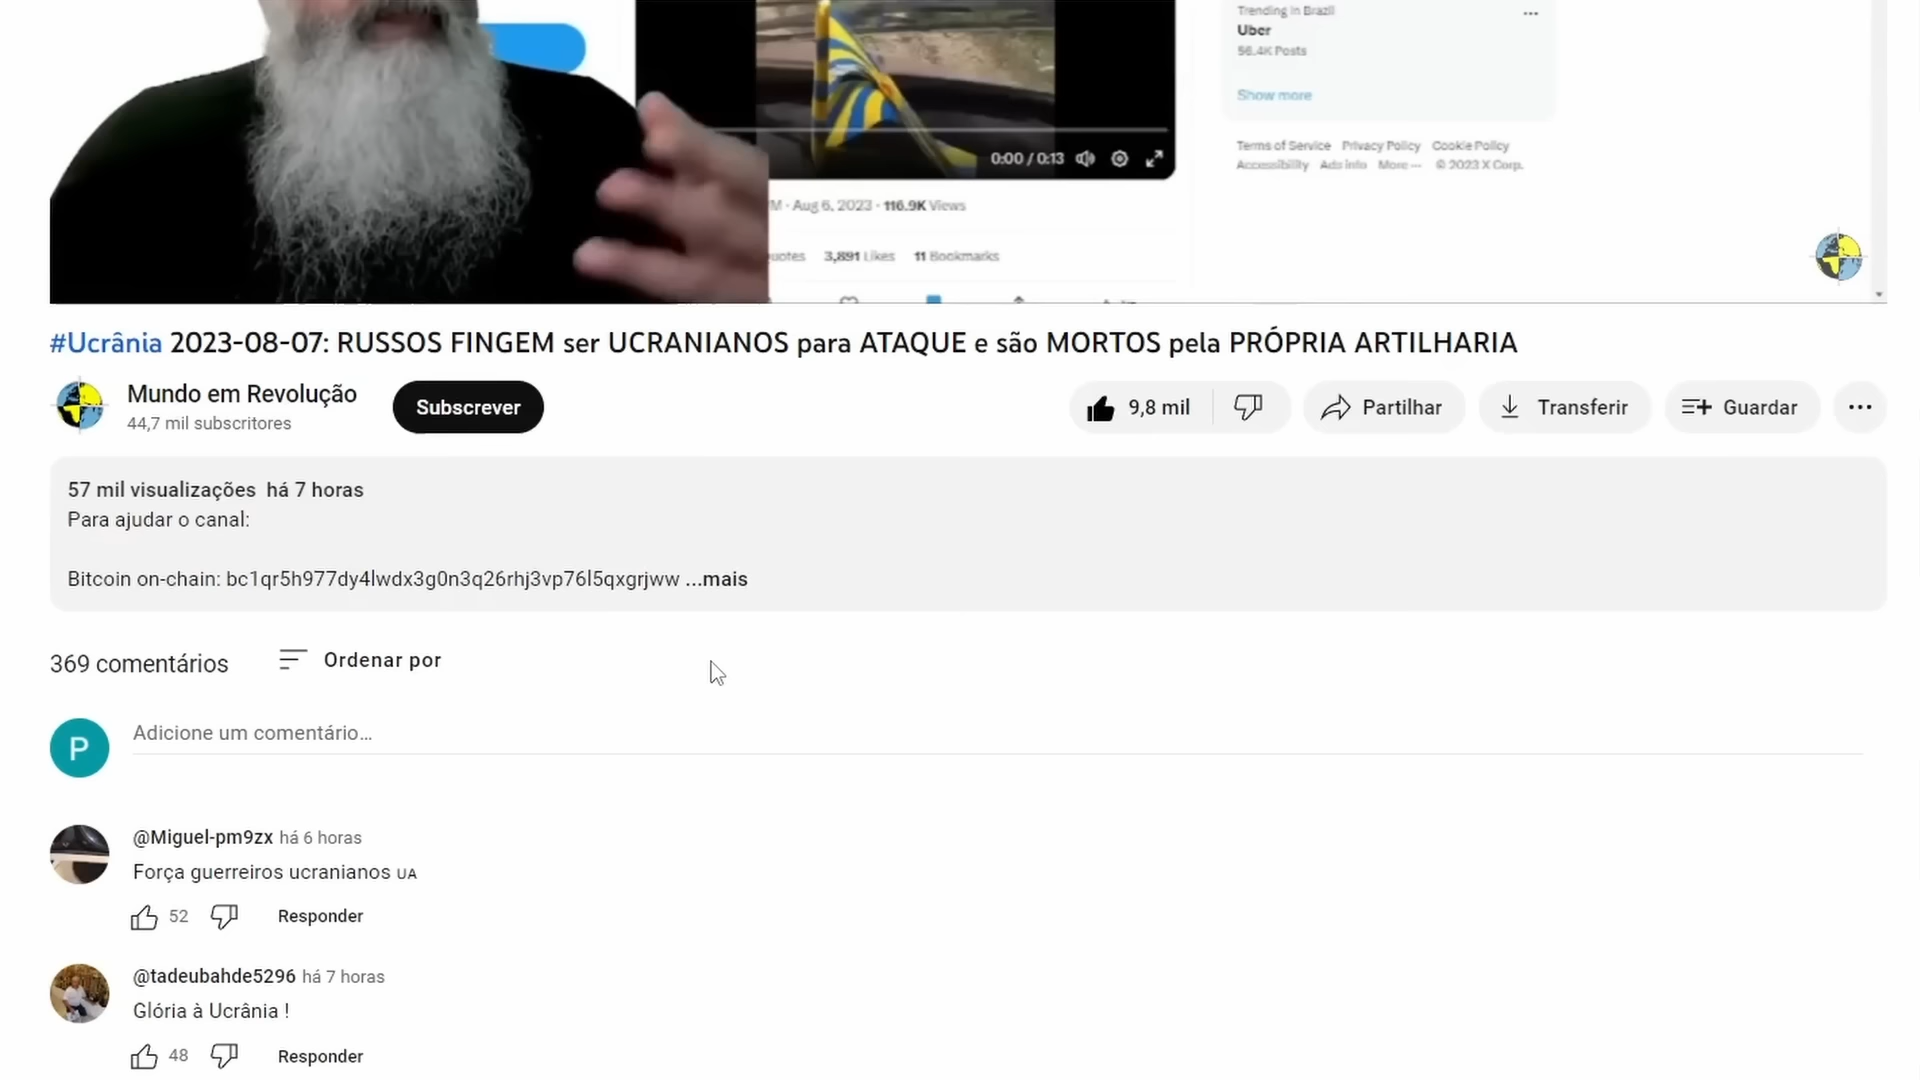 Trending in Brazil
Uber
56.4K Posts
Show more
Terms of Service Privacy Policy Cookie Policy
Accessibility Ads info More ··· © 2023 X Corp.
0:00 / 0:13
M · Aug 6, 2023 · 116.9K Views
uotes 3,891 Likes 11 Bookmarks
#Ucrânia 2023-08-07: RUSSOS FINGEM ser UCRANIANOS para ATAQUE e são MORTOS pela PRÓPRIA ARTILHARIA
Mundo em Revolução
44,7 mil subscritores
Subscrever
9,8 mil
Partilhar
Transferir
Guardar
57 mil visualizações há 7 horas
Para ajudar o canal:
Bitcoin on-chain: bc1qr5h977dy4lwdx3g0n3q26rhj3vp76l5qxgrjww ...mais
369 comentários
Ordenar por
P
Adicione um comentário...
@Miguel-pm9zx há 6 horas
Força guerreiros ucranianos UA
52
Responder
@tadeubahde5296 há 7 horas
Glória à Ucrânia !
48
Responder